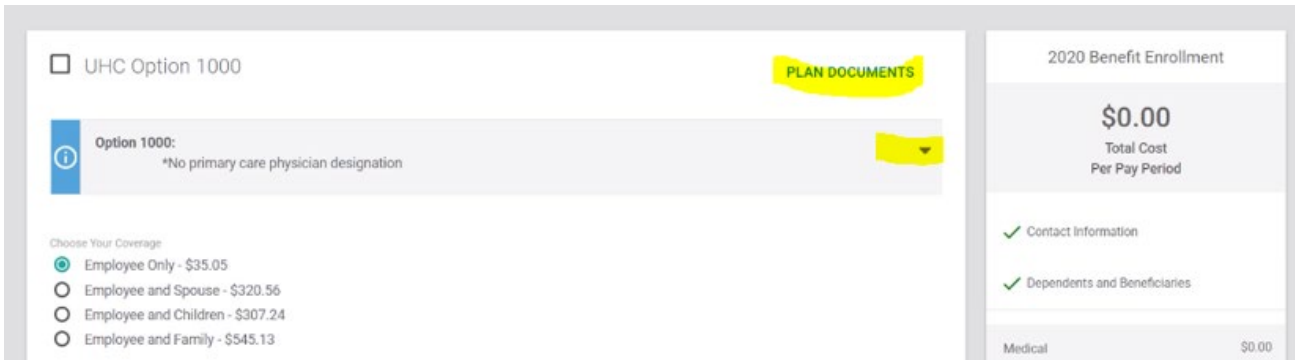 UHC Option 1000
PLAN DOCUMENTS
Option 1000:
*No primary care physician designation
Choose Your Coverage
Employee Only - $35.05
Employee and Spouse - $320.56
Employee and Children - $307.24
Employee and Family - $545.13
2020 Benefit Enrollment
$0.00
Total Cost
Per Pay Period
Contact Information
Dependents and Beneficiaries
Medical $0.00